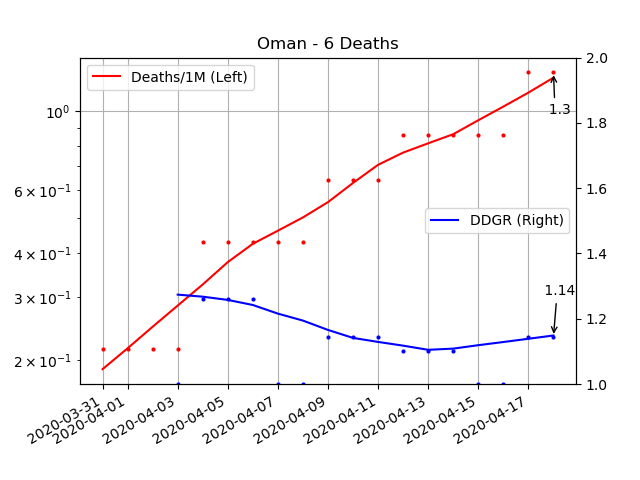 Oman - 6 Deaths
Deaths/1M (Left)
DDGR (Right)
1.3
1.14
10⁰
6 × 10⁻¹
4 × 10⁻¹
3 × 10⁻¹
2 × 10⁻¹
2.0
1.8
1.6
1.4
1.2
1.0
2020-03-31
2020-04-01
2020-04-03
2020-04-05
2020-04-07
2020-04-09
2020-04-11
2020-04-13
2020-04-15
2020-04-17